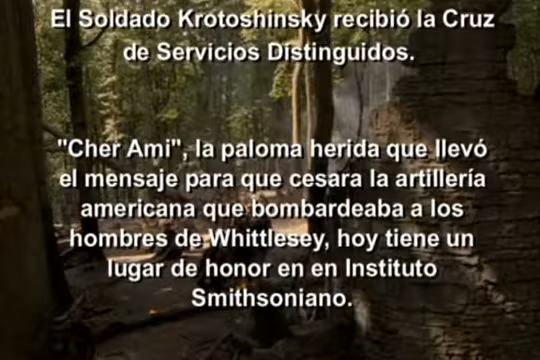 El Soldado Krotoshinsky recibió la Cruz
de Servicios Distinguidos.
"Cher Ami", la paloma herida que llevó
el mensaje para que cesara la artillería
americana que bombardeaba a los
hombres de Whittlesey, hoy tiene un
lugar de honor en en Instituto
Smithsoniano.